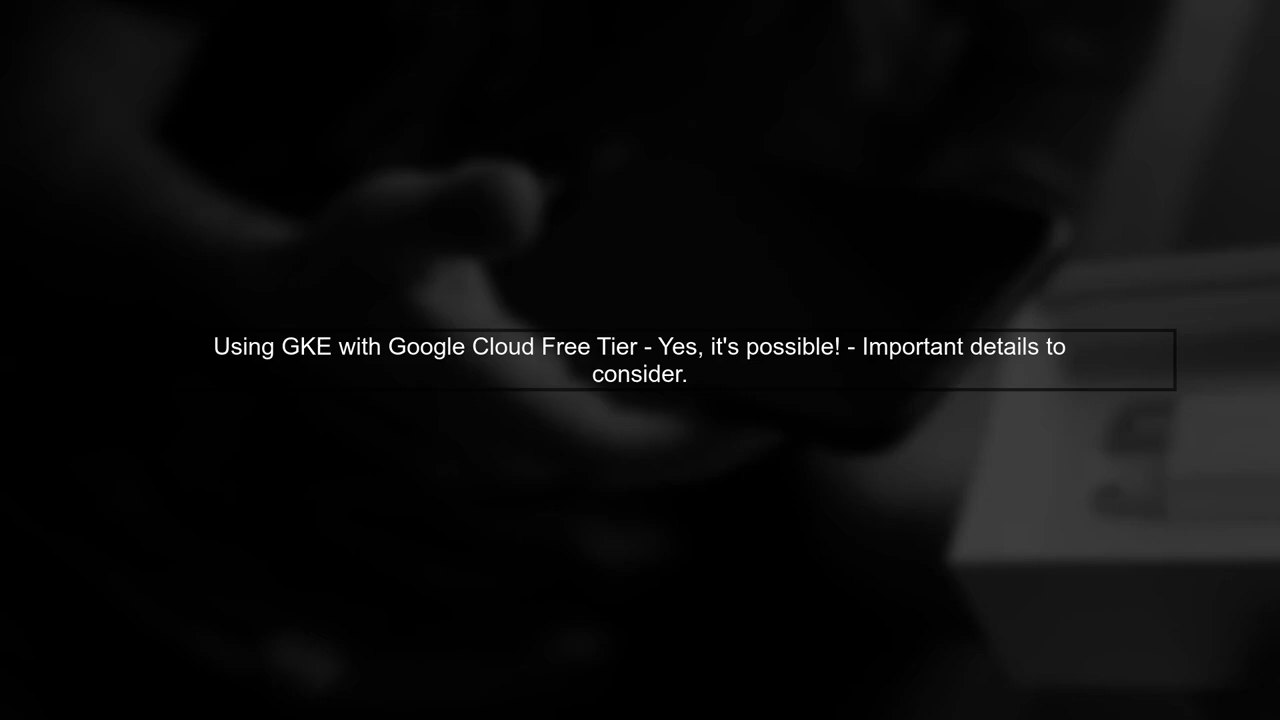 Using GKE with Google Cloud Free Tier - Yes, it's possible! - Important details to
consider.